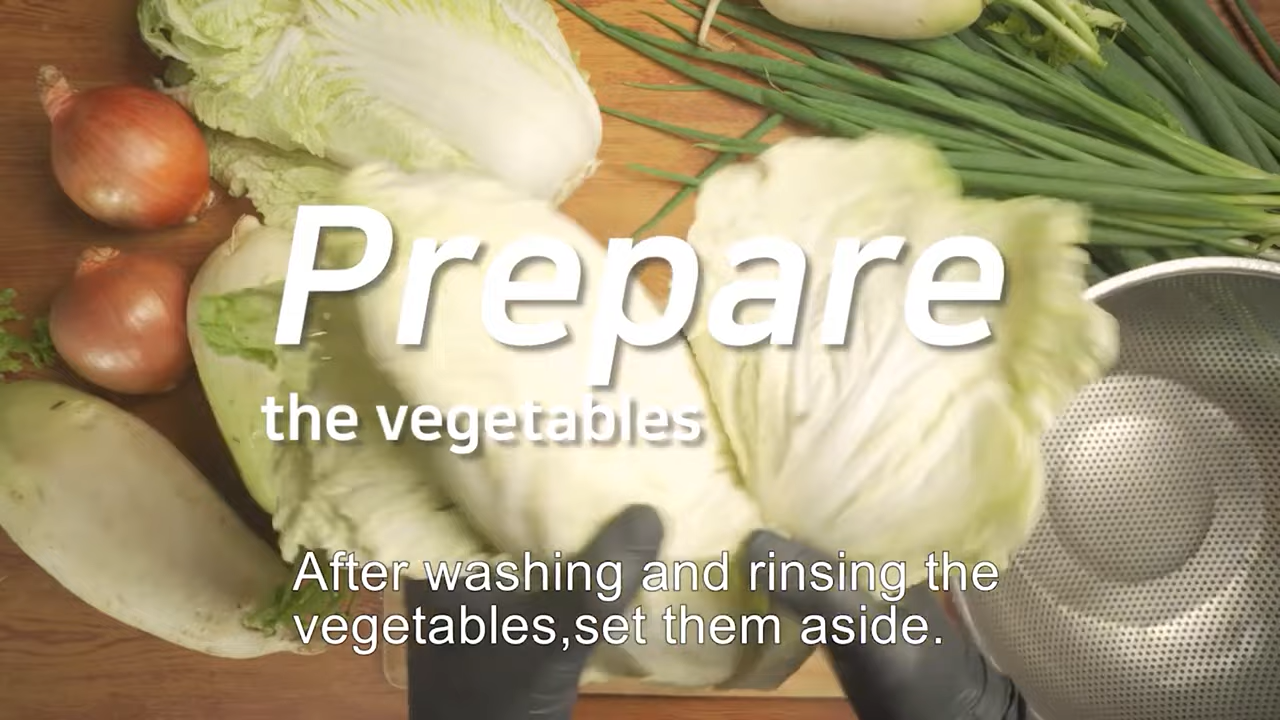 Prepare
the vegetables
After washing and rinsing the
vegetables,set them aside.